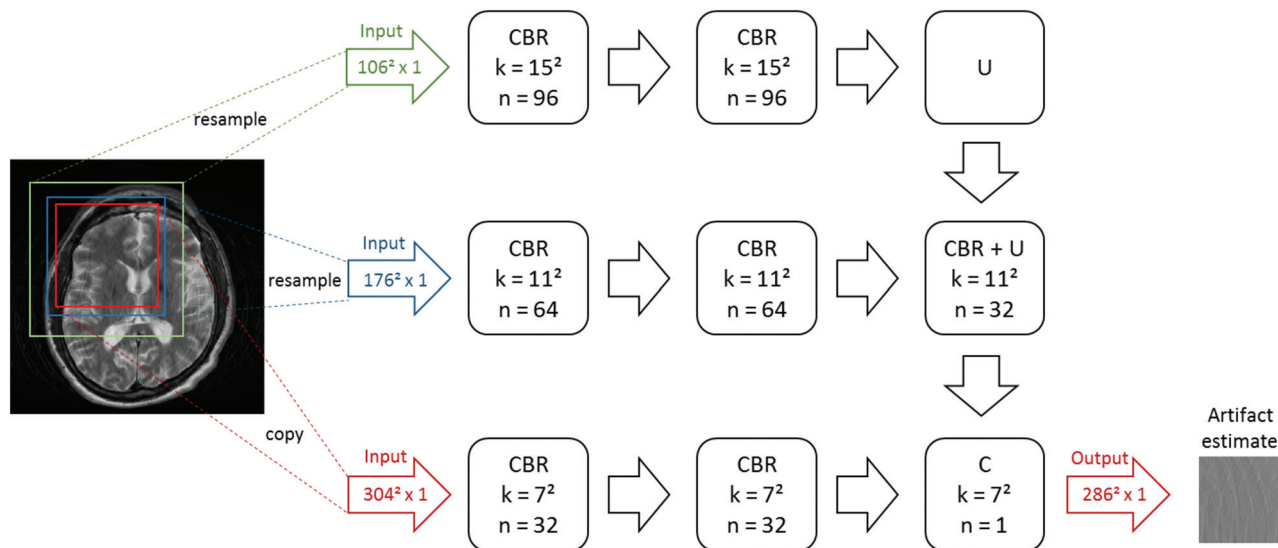 Input
106² x 1
CBR
k = 15²
n = 96
CBR
k = 15²
n = 96
U
resample
Input
176² x 1
resample
CBR
k = 11²
n = 64
CBR
k = 11²
n = 64
CBR + U
k = 11²
n = 32
copy
Input
304² x 1
CBR
k = 7²
n = 32
CBR
k = 7²
n = 32
C
k = 7²
n = 1
Output
286² x 1
Artifact
estimate